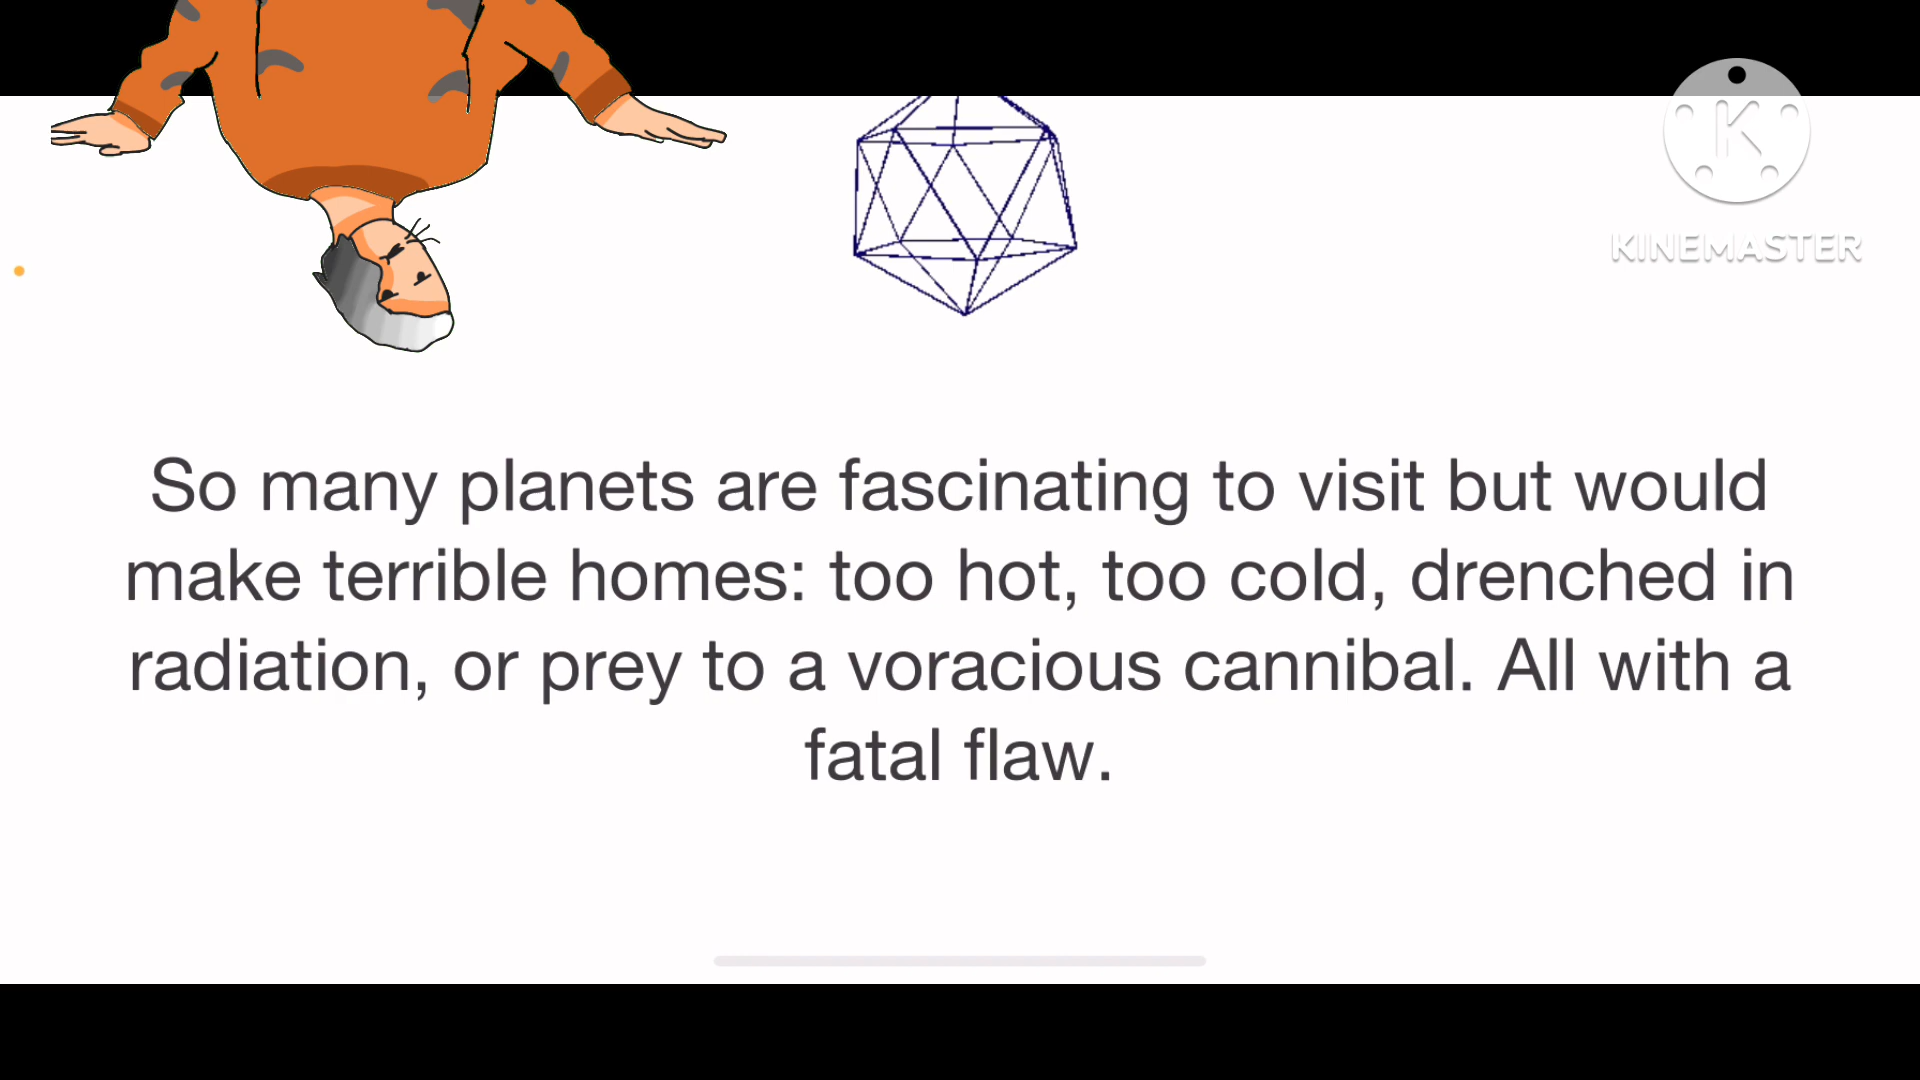 KINEMASTER
So many planets are fascinating to visit but would
make terrible homes: too hot, too cold, drenched in
radiation, or prey to a voracious cannibal. All with a
fatal flaw.